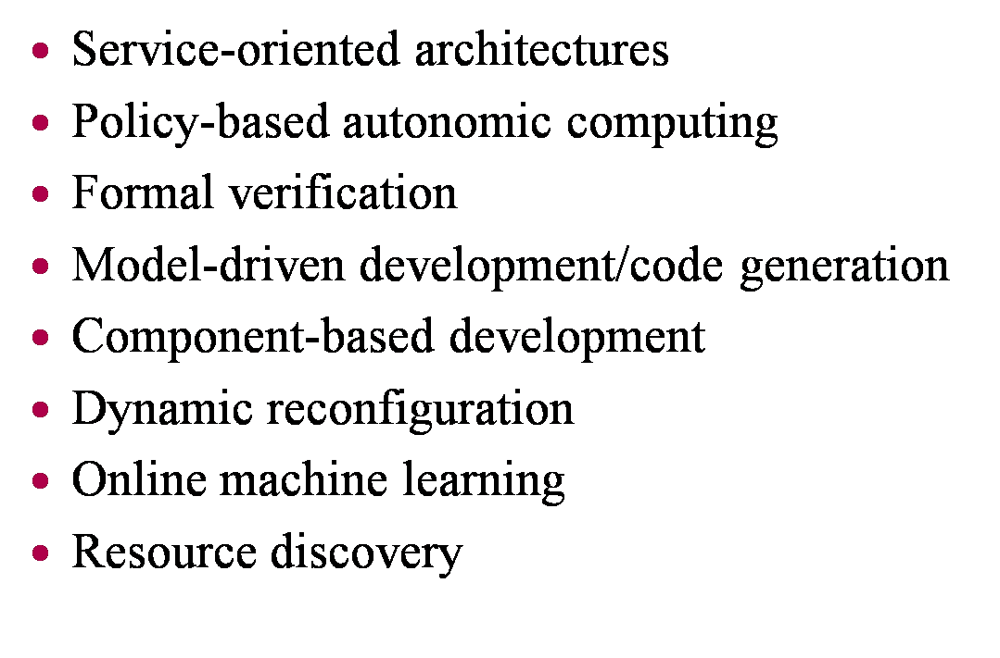 • Service-oriented architectures
• Policy-based autonomic computing
• Formal verification
• Model-driven development/code generation
• Component-based development
• Dynamic reconfiguration
• Online machine learning
• Resource discovery